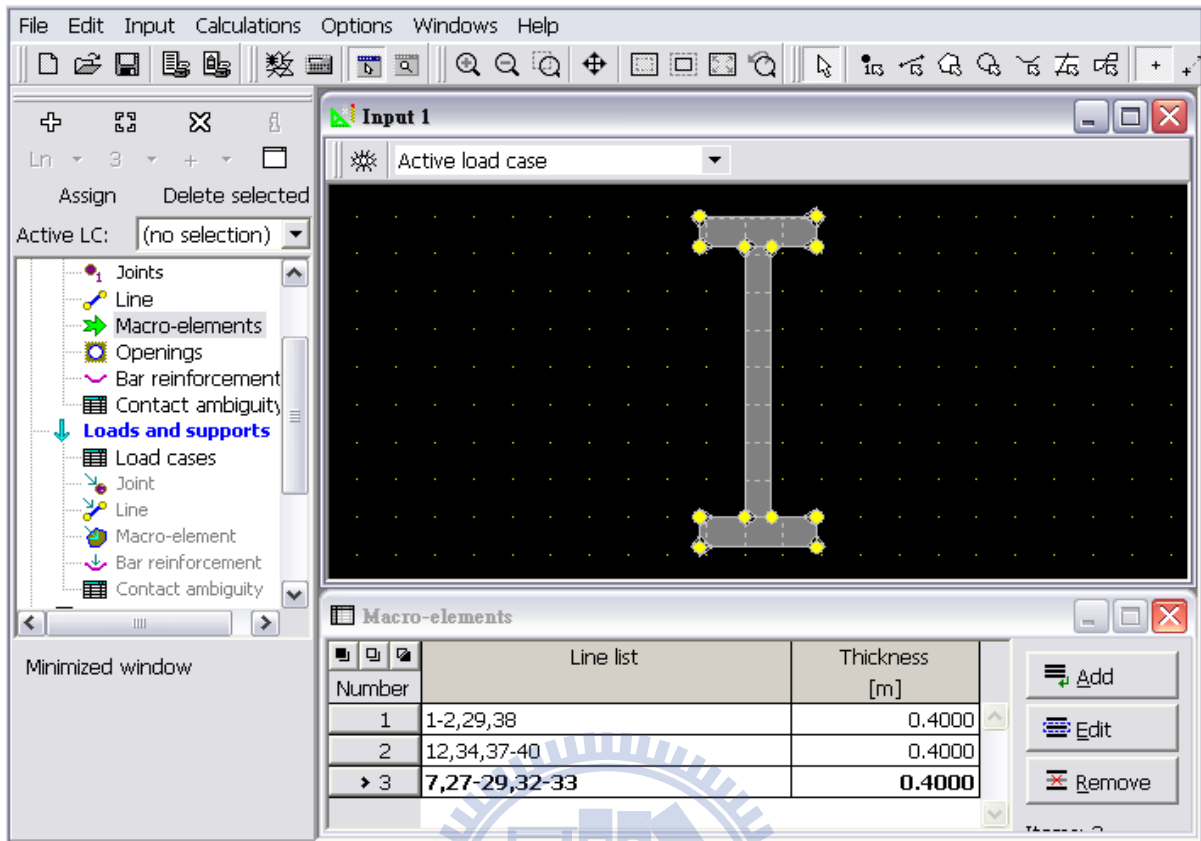 File Edit Input Calculations Options Windows Help
Input 1
Ln 3 +
Active load case
Assign Delete selected
Active LC: (no selection)
1 Joints
Line
Macro-elements
Openings
Bar reinforcement
Contact ambiguity
Loads and supports
Load cases
Joint
Line
Macro-element
Bar reinforcement
Contact ambiguity
Minimized window
Macro-elements
Number Line list Thickness [m]
1 1-2,29,38 0.4000
2 12,34,37-40 0.4000
3 7,27-29,32-33 0.4000
Add
Edit
Remove